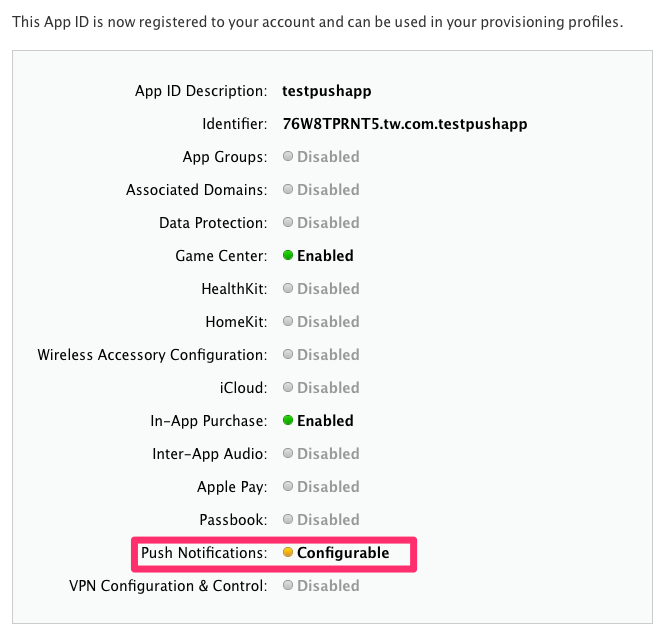 This App ID is now registered to your account and can be used in your provisioning profiles.
App ID Description: testpushapp
Identifier: 76W8TPRNT5.tw.com.testpushapp
App Groups: Disabled
Associated Domains: Disabled
Data Protection: Disabled
Game Center: Enabled
HealthKit: Disabled
HomeKit: Disabled
Wireless Accessory Configuration: Disabled
iCloud: Disabled
In-App Purchase: Enabled
Inter-App Audio: Disabled
Apple Pay: Disabled
Passbook: Disabled
Push Notifications: Configurable
VPN Configuration & Control: Disabled